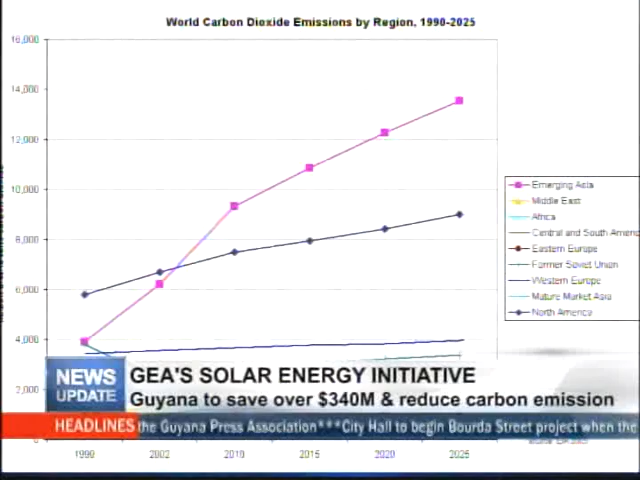 World Carbon Dioxide Emissions by Region, 1990-2025
16,000
14,000
12,000
10,000
8,000
6,000
4,000
2,000
Emerging Asia
Middle East
Africa
Central and South Americ
Eastern Europe
Former Soviet Union
Western Europe
Mature Market Asia
North America
NEWS
UPDATE
GEA'S SOLAR ENERGY INITIATIVE
Guyana to save over $340M & reduce carbon emission
HEADLINES
the Guyana Press Association***City Hall to begin Bourda Street project when the
1990 2002 2010 2015 2020 2025